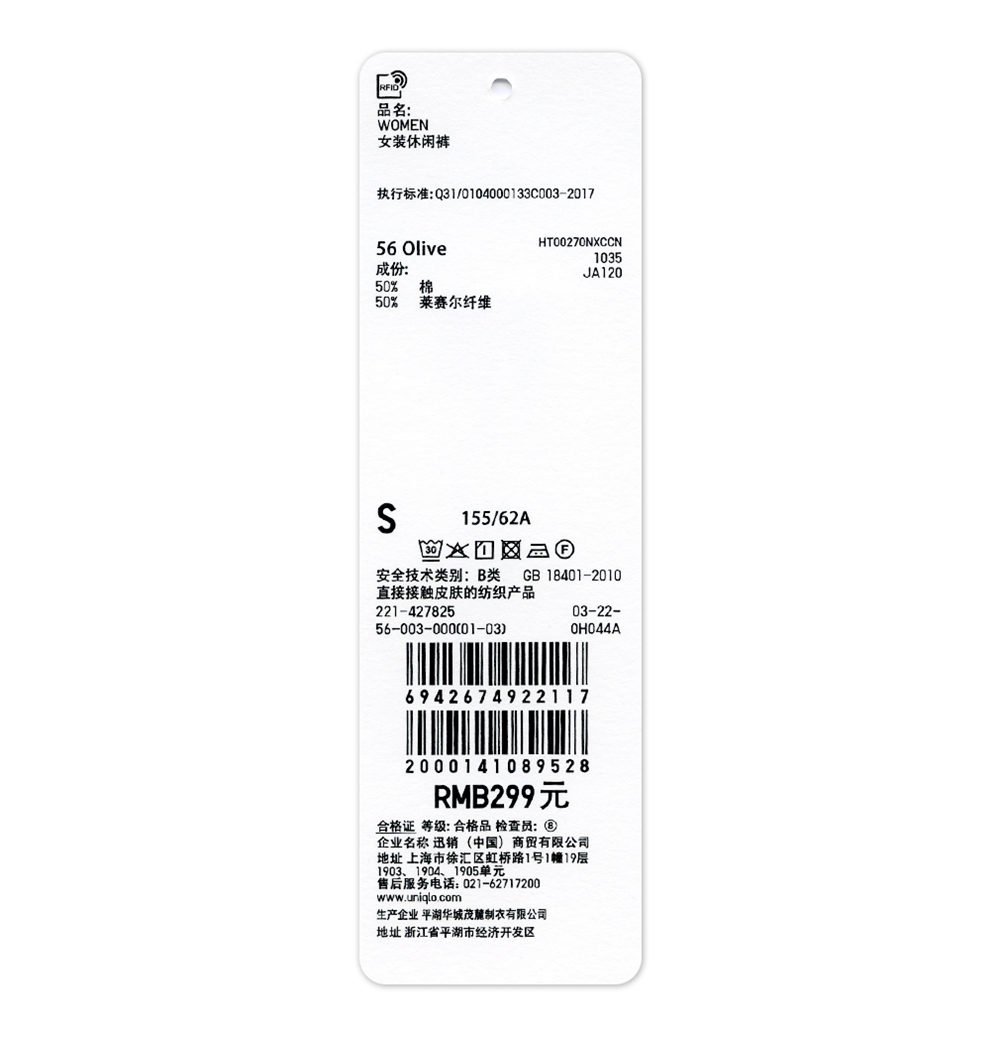 RFID
品名:
WOMEN
女装休闲裤
执行标准:Q31/0104000133C003-2017
56 Olive
HT00270NXCCN
1035
JA120
成份:
50% 棉
50% 莱赛尔纤维
S 155/62A
30 F
安全技术类别: B类 GB 18401-2010
直接接触皮肤的纺织产品
221-427825 03-22-
56-003-000(01-03) 0H044A
6942674922117
2000141089528
RMB299元
合格证 等级: 合格品 检查员: ⑧
企业名称 迅销（中国）商贸有限公司
地址 上海市徐汇区虹桥路1号1幢19层
1903、1904、1905单元
售后服务电话: 021-62717200
www.uniqlo.com
生产企业 平湖华城茂麓制衣有限公司
地址 浙江省平湖市经济开发区